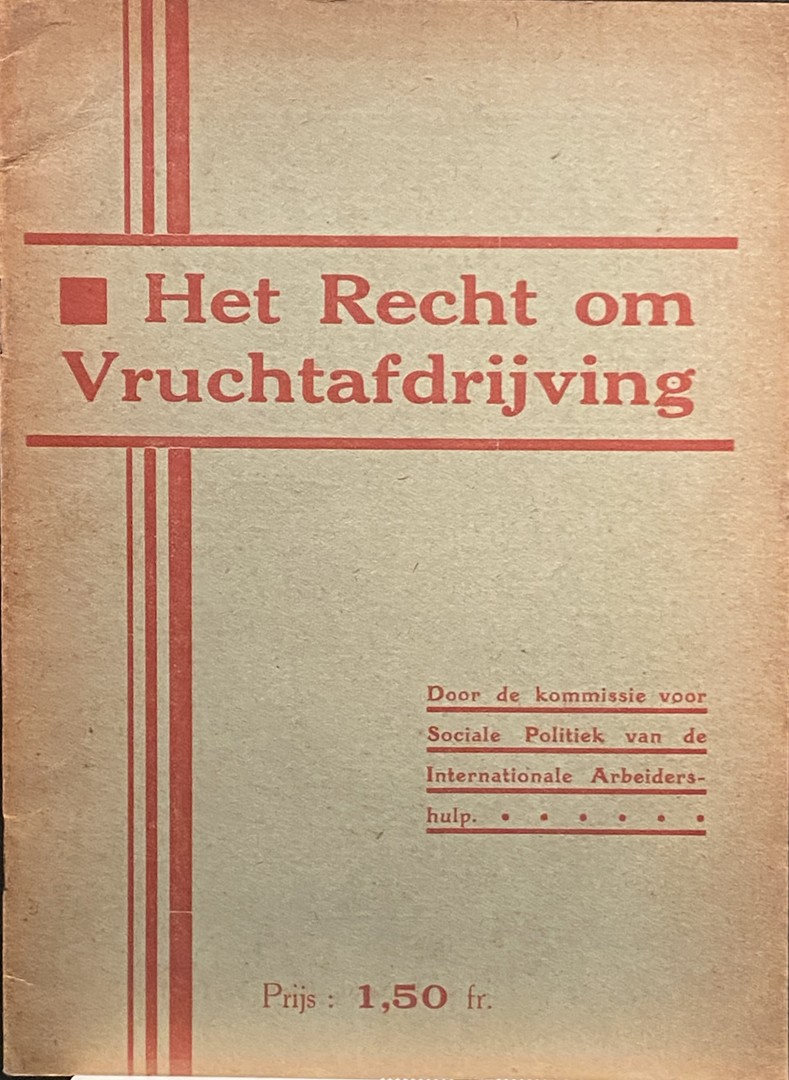 Het Recht om
Vruchtafdrijving
Door de kommissie voor
Sociale Politiek van de
Internationale Arbeiders-
hulp. . . . . . .
Prijs : 1,50 fr.